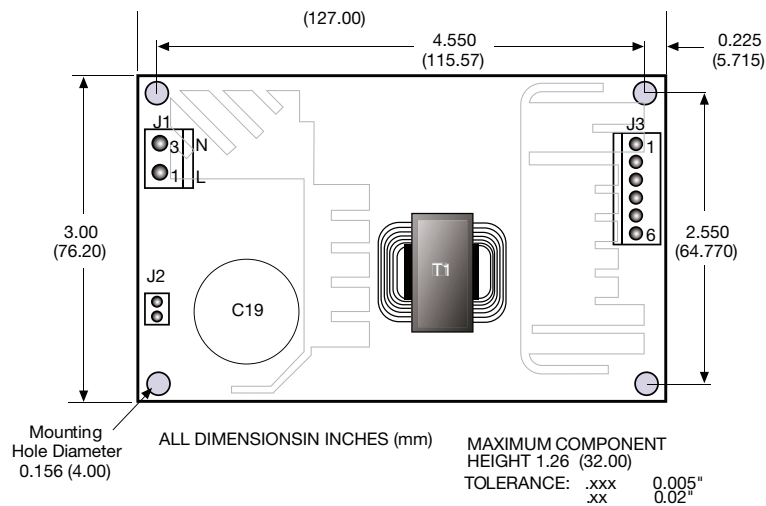 (127.00)
4.550
(115.57)
0.225
(5.715)
J1
3 N
1 L
J3
1
6
3.00
(76.20)
2.550
(64.770)
T1
J2
C19
Mounting
Hole Diameter
0.156 (4.00)
ALL DIMENSIONSIN INCHES (mm)
MAXIMUM COMPONENT
HEIGHT 1.26 (32.00)
TOLERANCE: .xxx 0.005"
.xx 0.02"